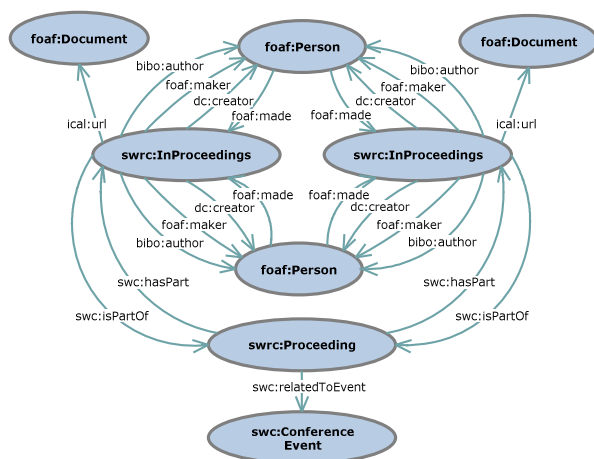 foaf:Document
foaf:Person
foaf:Document
bibo:author
bibo:author
foaf:maker
foaf:maker
dc:creator
dc:creator
foaf:made
foaf:made
ical:url
ical:url
swrc:InProceedings
swrc:InProceedings
foaf:made
foaf:made
dc:creator
dc:creator
foaf:maker
foaf:maker
bibo:author
bibo:author
foaf:Person
swc:hasPart
swc:hasPart
swc:isPartOf
swc:isPartOf
swrc:Proceeding
swc:relatedToEvent
swc:Conference
Event